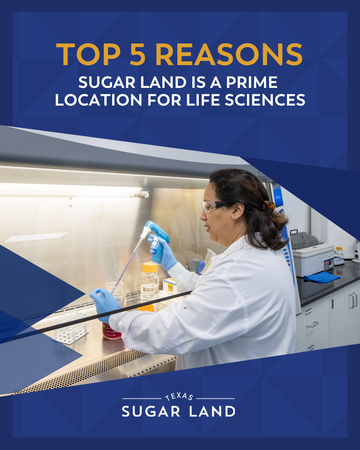 TOP 5 REASONS
SUGAR LAND IS A PRIME
LOCATION FOR LIFE SCIENCES
TEXAS
SUGAR LAND